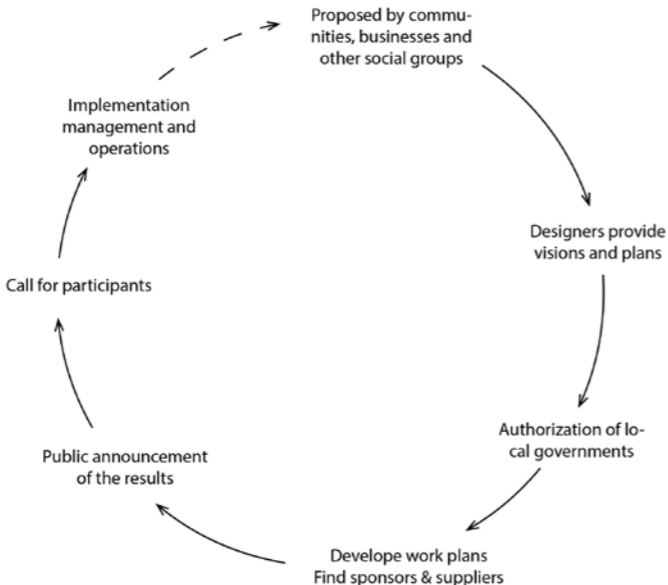 Proposed by commu-
nities, businesses and
other social groups
Designers provide
visions and plans
Authorization of lo-
cal governments
Develope work plans
Find sponsors & suppliers
Public announcement
of the results
Call for participants
Implementation
management and
operations